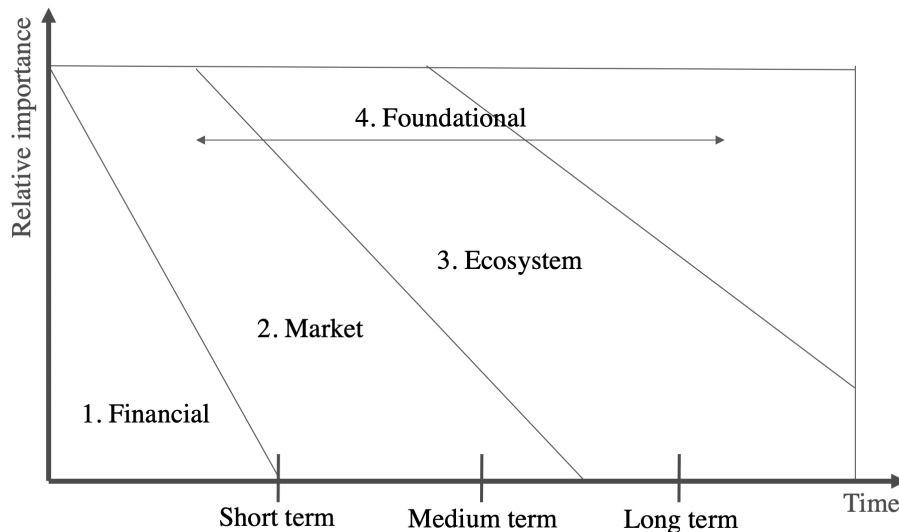 Relative importance
4. Foundational
3. Ecosystem
2. Market
1. Financial
Time
Short term
Medium term
Long term